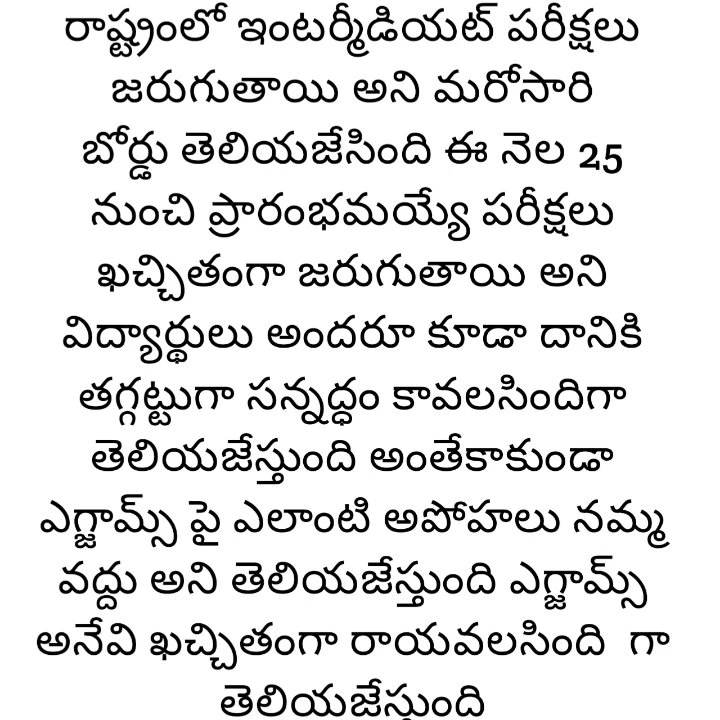 రాష్ట్రంలో ఇంటర్మీడియట్ పరీక్షలు
జరుగుతాయి అని మరోసారి
బోర్డు తెలియజేసింది ఈ నెల 25
నుంచి ప్రారంభమయ్యే పరీక్షలు
ఖచ్చితంగా జరుగుతాయి అని
విద్యార్థులు అందరూ కూడా దానికి
తగ్గట్టుగా సన్నద్ధం కావలసిందిగా
తెలియజేస్తుంది అంతేకాకుండా
ఎగ్జామ్స్ పై ఎలాంటి అపోహలు నమ్మ
వద్దు అని తెలియజేస్తుంది ఎగ్జామ్స్
అనేవి ఖచ్చితంగా రాయవలసింది గా
తెలియజేస్తుంది